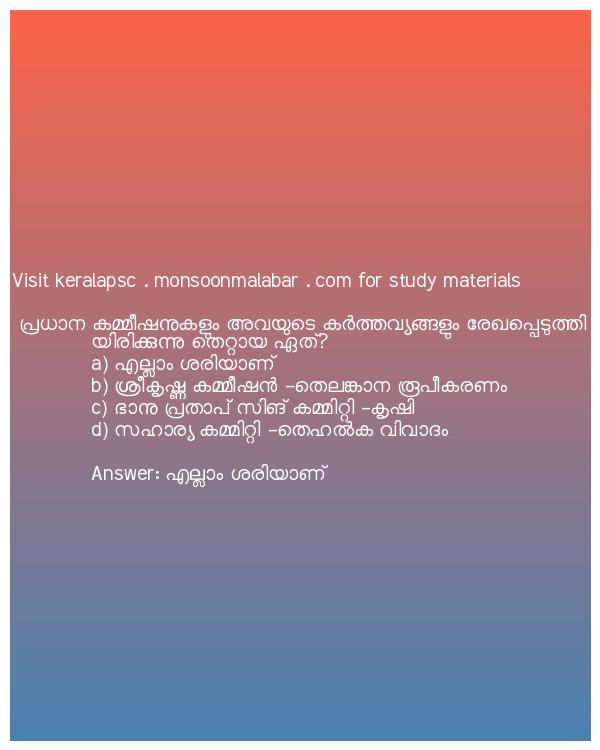 Visit keralapsc . monsoonmalabar . com for study materials
പ്രധാന കമ്മീഷനുകളും അവയുടെ കർത്തവ്യങ്ങളും രേഖപ്പെടുത്തി
യിരിക്കുന്നു തെറ്റായ ഏത്?
a) എല്ലാം ശരിയാണ്
b) ശ്രീകൃഷ്ണ കമ്മീഷൻ -തെലങ്കാന രൂപീകരണം
c) ഭാനു പ്രതാപ് സിങ് കമ്മിറ്റി -കൃഷി
d) സഹാര്യ കമ്മിറ്റി -തെഹൽക വിവാദം
Answer: എല്ലാം ശരിയാണ്